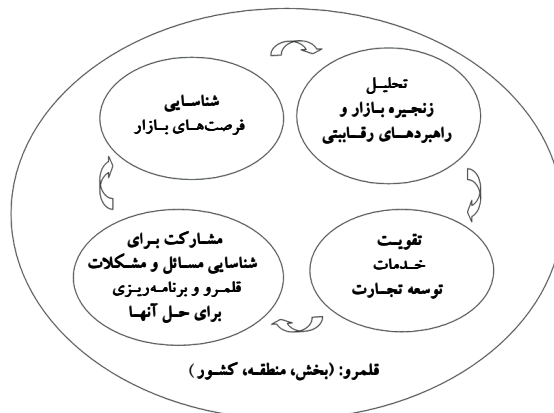 شناسایی
فرصت‌های بازار
تحلیل
زنجیره بازار و
راهبردهای رقابتی
تقویت
خدمات
توسعه تجارت
مشارکت برای
شناسایی مسائل و مشکلات
قلمرو و برنامه‌ریزی
برای حل آنها
قلمرو: (بخش، منطقه، کشور)